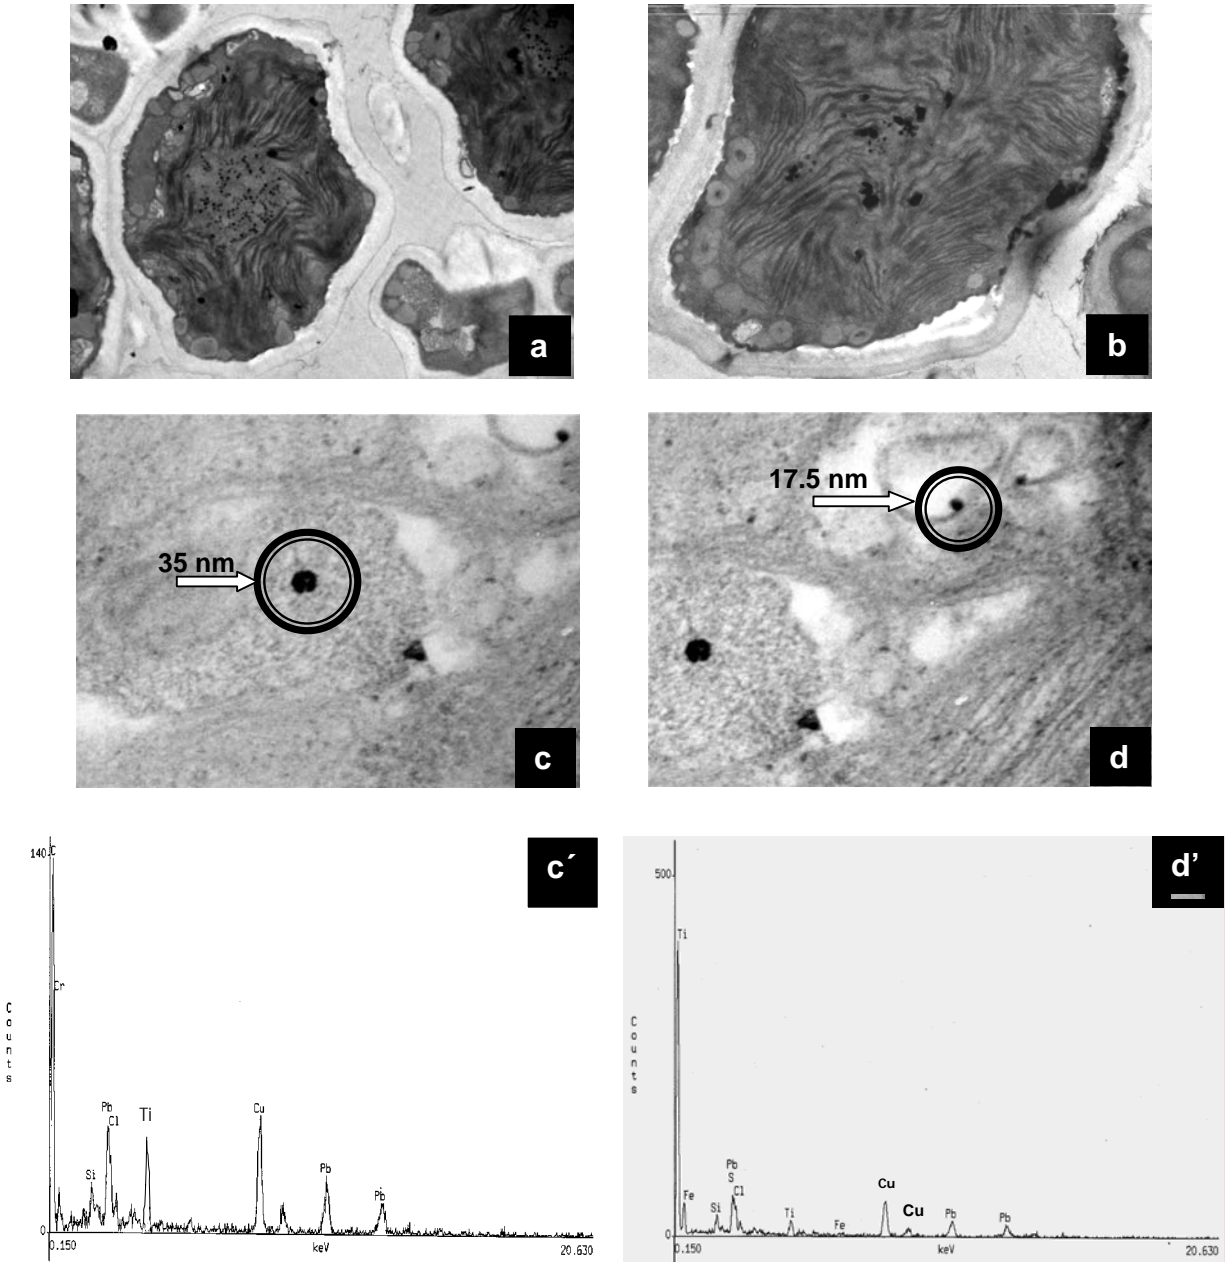 a
b
35 nm
c
17.5 nm
d
c´
140
C
Cr
Counts
Pb
Cl
Ti
Si
Cu
Pb
Pb
0
0.150
keV
20.630
d’
500
Ti
Counts
Pb
S
Cl
Fe
Si
Ti
Fe
Cu
Cu
Pb
Pb
0
0.150
keV
20.630